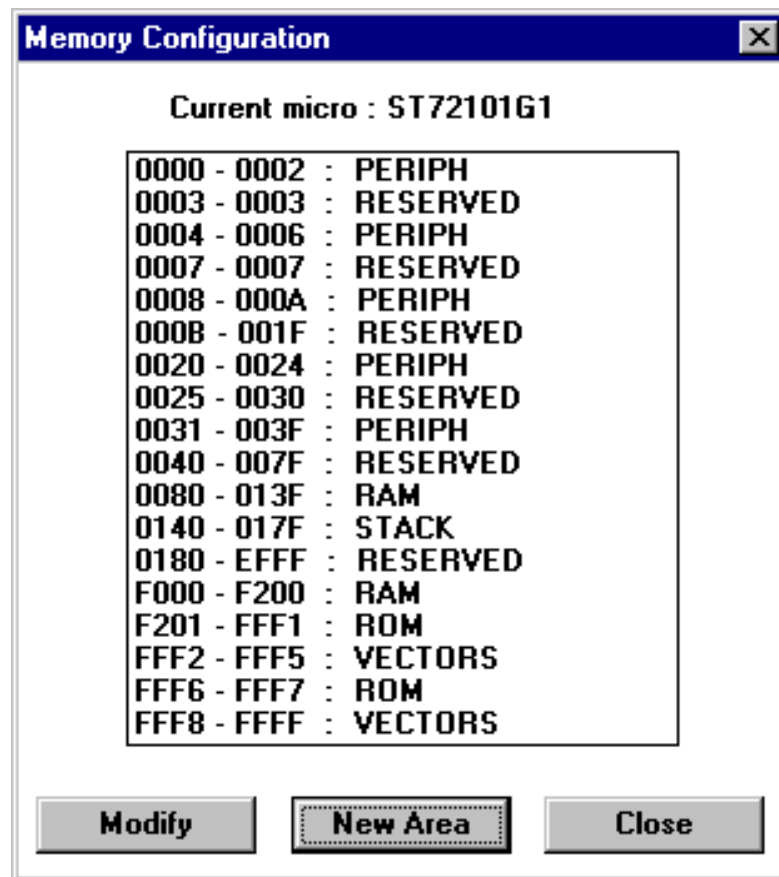 Memory Configuration
Current micro : ST72101G1
0000 - 0002 : PERIPH
0003 - 0003 : RESERVED
0004 - 0006 : PERIPH
0007 - 0007 : RESERVED
0008 - 000A : PERIPH
000B - 001F : RESERVED
0020 - 0024 : PERIPH
0025 - 0030 : RESERVED
0031 - 003F : PERIPH
0040 - 007F : RESERVED
0080 - 013F : RAM
0140 - 017F : STACK
0180 - EFFF : RESERVED
F000 - F200 : RAM
F201 - FFF1 : ROM
FFF2 - FFF5 : VECTORS
FFF6 - FFF7 : ROM
FFF8 - FFFF : VECTORS
Modify New Area Close